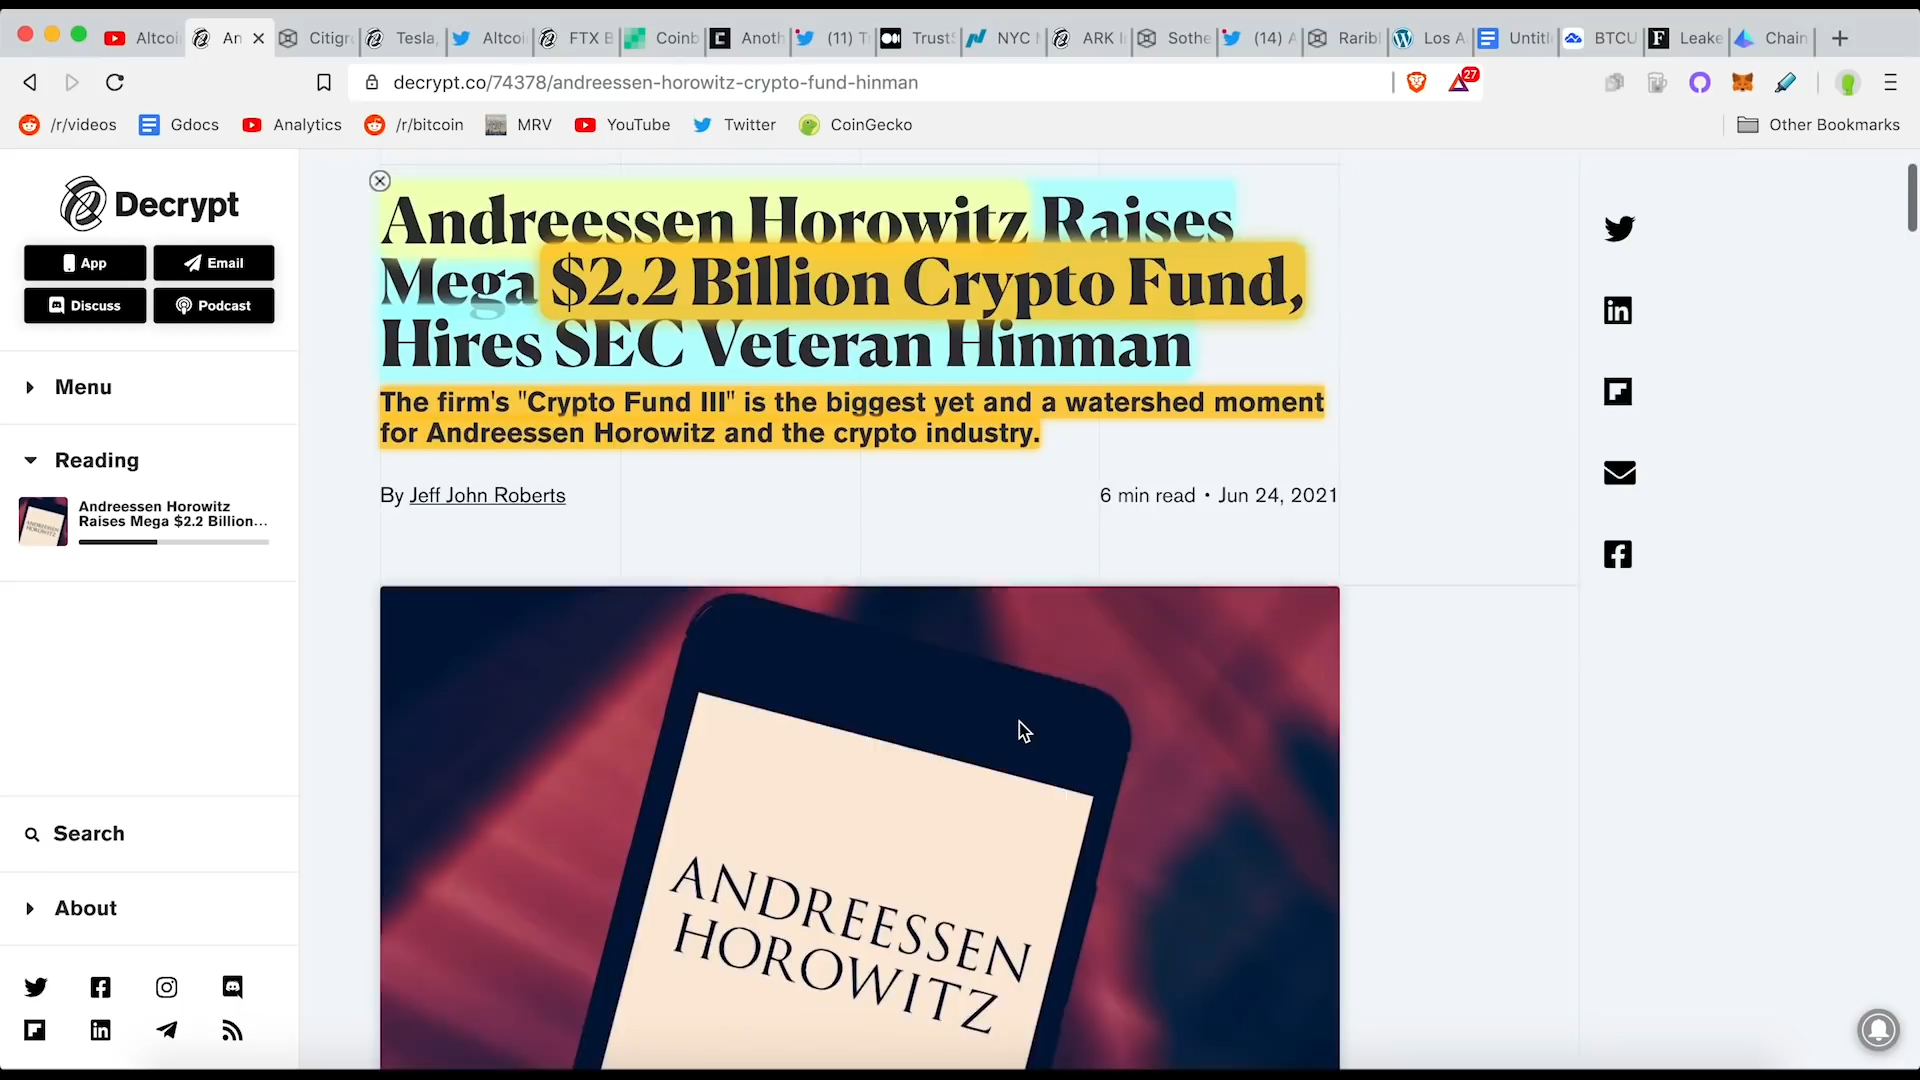 Altcoi
An
Citigr
Tesla,
Altcoi
FTX B
Coinb
Anoth
(11) T
Trust
NYC
ARK I
Sothe
(14) A
Raribl
Los A
Untitl
BTCU
Leake
Chain
decrypt.co/74378/andreessen-horowitz-crypto-fund-hinman
27
/r/videos
Gdocs
Analytics
/r/bitcoin
MRV
YouTube
Twitter
CoinGecko
Other Bookmarks
Decrypt
App
Email
Discuss
Podcast
Menu
Reading
Andreessen Horowitz
Raises Mega $2.2 Billion...
Search
About
Andreessen Horowitz Raises
Mega $2.2 Billion Crypto Fund,
Hires SEC Veteran Hinman
The firm's "Crypto Fund III" is the biggest yet and a watershed moment
for Andreessen Horowitz and the crypto industry.
By Jeff John Roberts
6 min read • Jun 24, 2021
ANDREESSEN
HOROWITZ